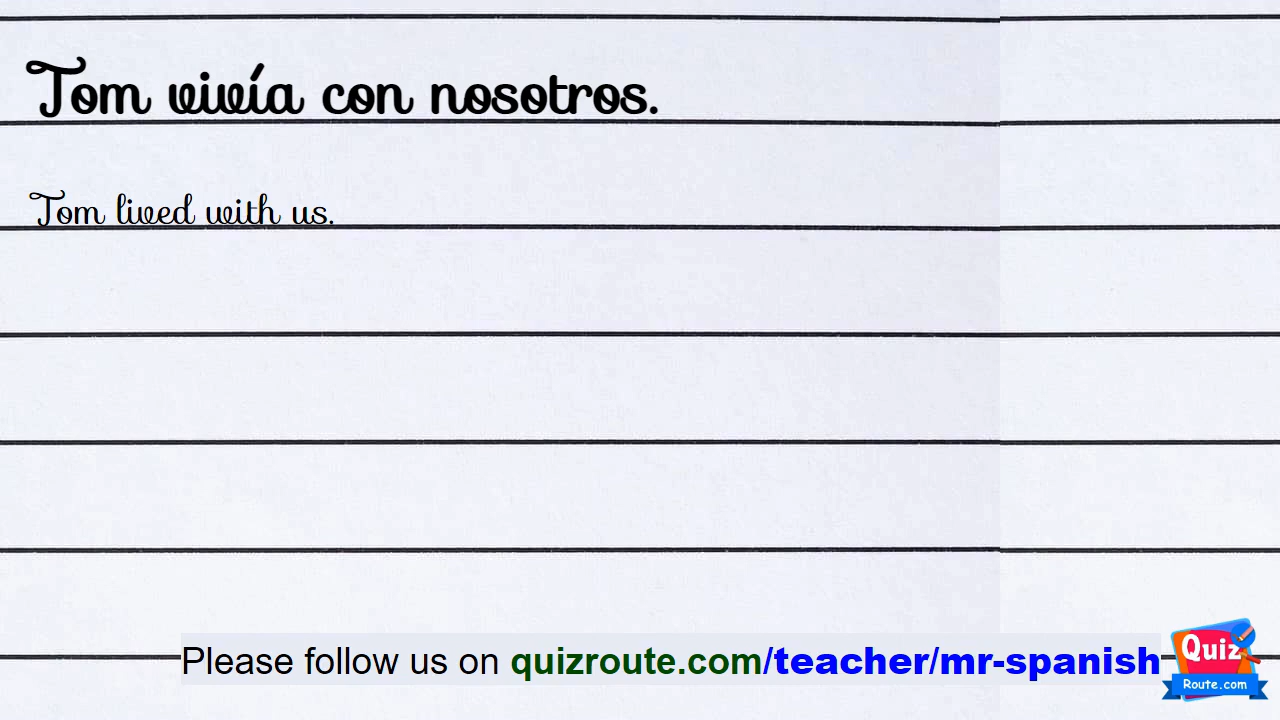 Tom vivía con nosotros.
Tom lived with us.
Please follow us on quizroute.com/teacher/mr-spanish
Quiz
Route.com